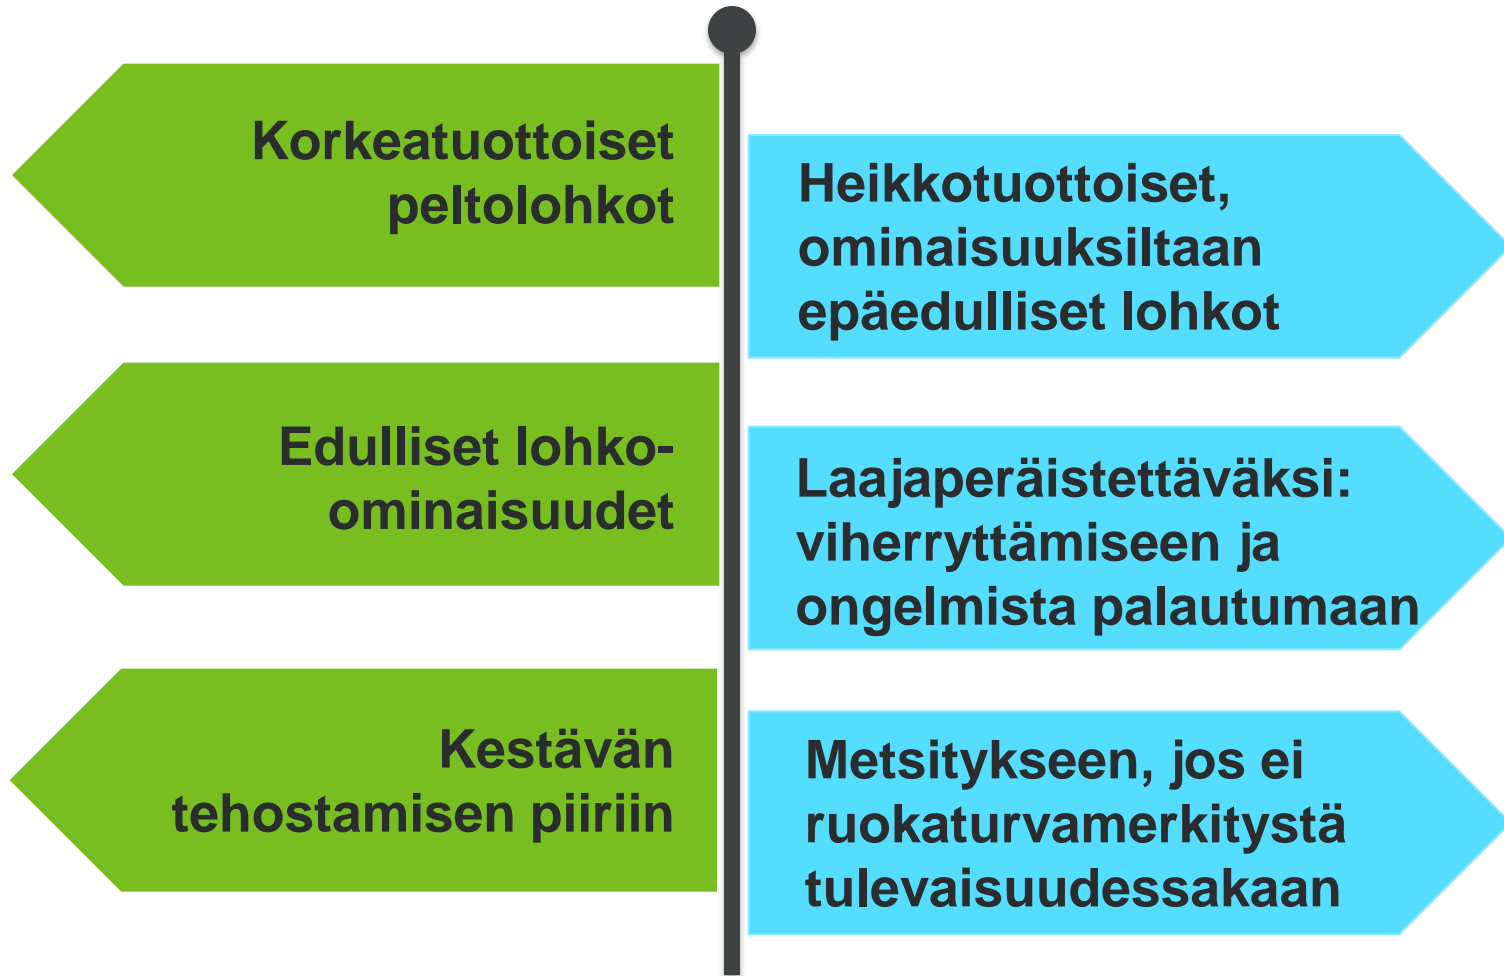 Korkeatuottoiset
peltolohkot
Edulliset lohko-
ominaisuudet
Kestävän
tehostamisen piiriin
Heikkotuottoiset,
ominaisuuksiltaan
epäedulliset lohkot
Laajaperäistettäväksi:
viherryttämiseen ja
ongelmista palautumaan
Metsitykseen, jos ei
ruokaturvamerkitystä
tulevaisuudessakaan